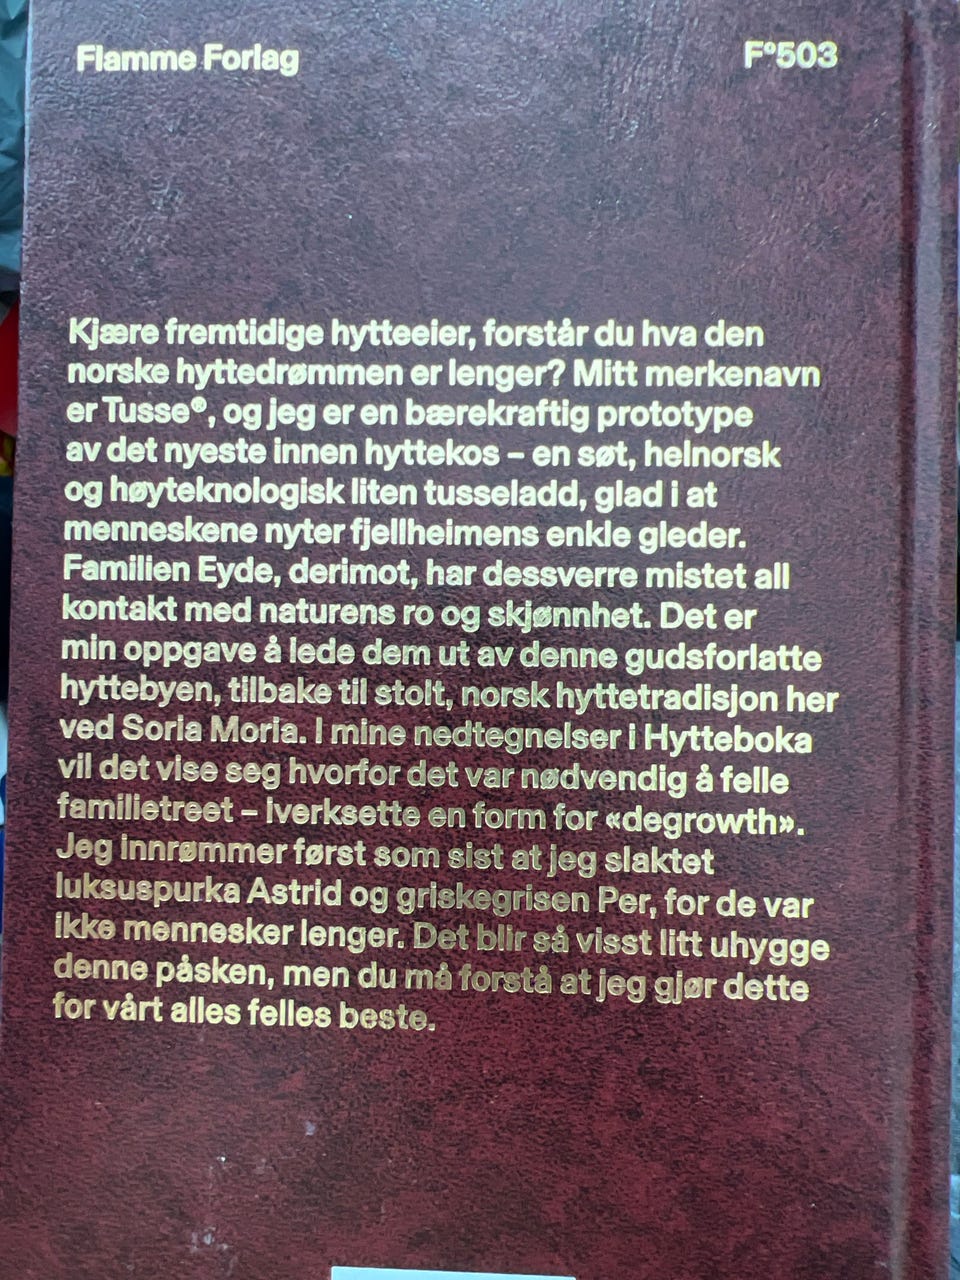 Flamme Forlag
F°503
Kjære fremtidige hytteeier, forstår du hva den
norske hyttedrømmen er lenger? Mitt merkenavn
er Tusse®, og jeg er en bærekraftig prototype
av det nyeste innen hyttekos – en søt, helnorsk
og høyteknologisk liten tusseladd, glad i at
menneskene nyter fjellheimens enkle gleder.
Familien Eyde, derimot, har dessverre mistet all
kontakt med naturens ro og skjønnhet. Det er
min oppgave å lede dem ut av denne gudsforlatte
hyttebyen, tilbake til stolt, norsk hyttetradisjon her
ved Soria Moria. I mine nedtegnelser i Hytteboka
vil det vise seg hvorfor det var nødvendig å felle
familietreet – iverksette en form for «degrowth».
Jeg innrømmer først som sist at jeg slaktet
luksuspurka Astrid og griskegrisen Per, for de var
ikke mennesker lenger. Det blir så visst litt uhygge
denne påsken, men du må forstå at jeg gjør dette
for vårt alles felles beste.